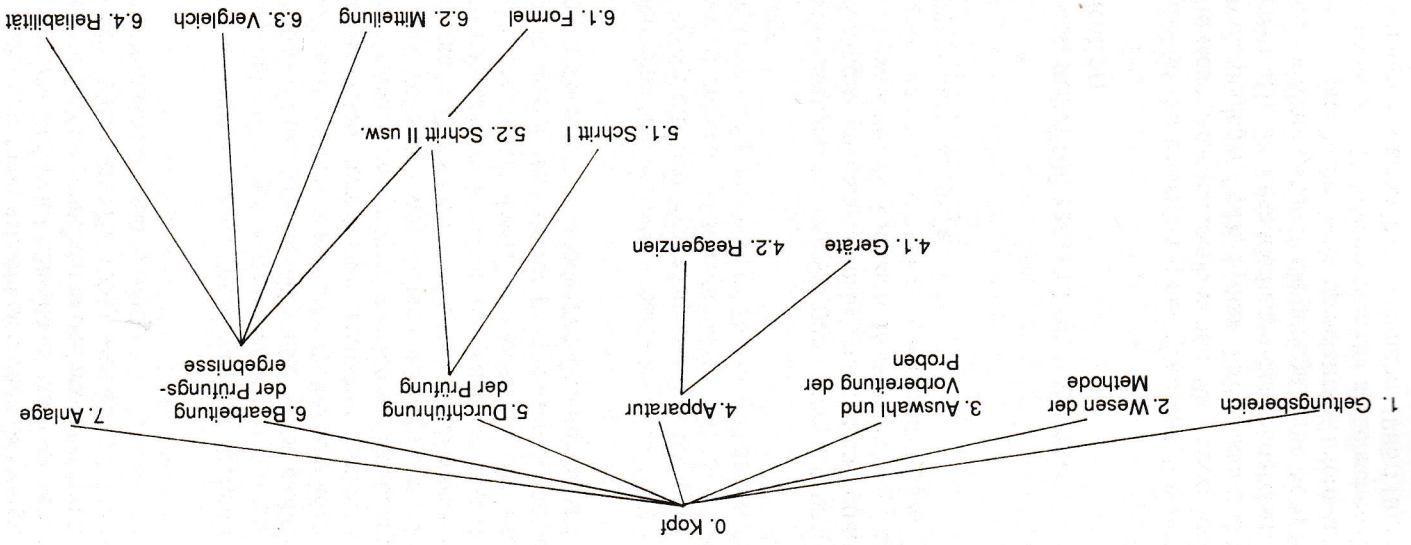 0. Kopf
1. Geltungsbereich
2. Wesen der
Methode
3. Auswahl und
Vorbereitung der
Proben
4. Apparatur
5. Durchführung
der Prüfung
6. Bearbeitung
der Prüfungs-
ergebnisse
7. Anlage
4.1. Geräte
4.2. Reagenzien
5.1. Schritt I
5.2. Schritt II usw.
6.1. Formel
6.2. Mitteilung
6.3. Vergleich
6.4. Reliabilität